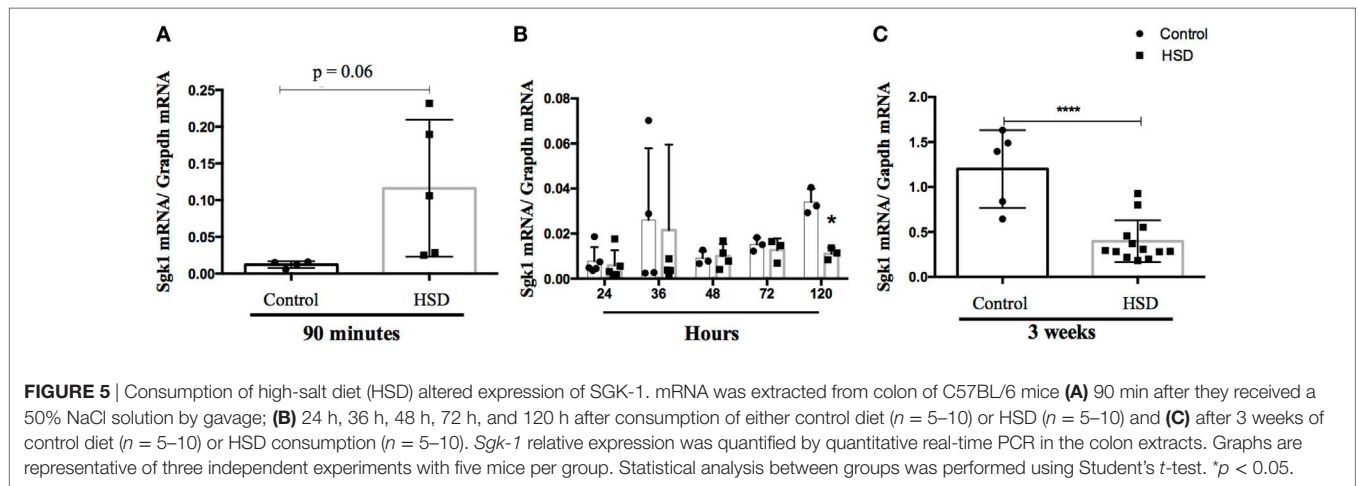 A
B
C
● Control
■ HSD
Sgk1 mRNA/ Grapdh mRNA
0.25
0.20
0.15
0.10
0.05
0.00
p = 0.06
Control HSD
90 minutes
Sgk1 mRNA/ Grapdh mRNA
0.08
0.06
0.04
0.02
0.00
*
24 36 48 72 120
Hours
Sgk1 mRNA/ Gapdh mRNA
2.0
1.5
1.0
0.5
0.0
****
Control HSD
3 weeks
FIGURE 5 | Consumption of high-salt diet (HSD) altered expression of SGK-1. mRNA was extracted from colon of C57BL/6 mice (A) 90 min after they received a
50% NaCl solution by gavage; (B) 24 h, 36 h, 48 h, 72 h, and 120 h after consumption of either control diet (n = 5–10) or HSD (n = 5–10) and (C) after 3 weeks of
control diet (n = 5–10) or HSD consumption (n = 5–10). Sgk-1 relative expression was quantified by quantitative real-time PCR in the colon extracts. Graphs are
representative of three independent experiments with five mice per group. Statistical analysis between groups was performed using Student's t-test. *p < 0.05.